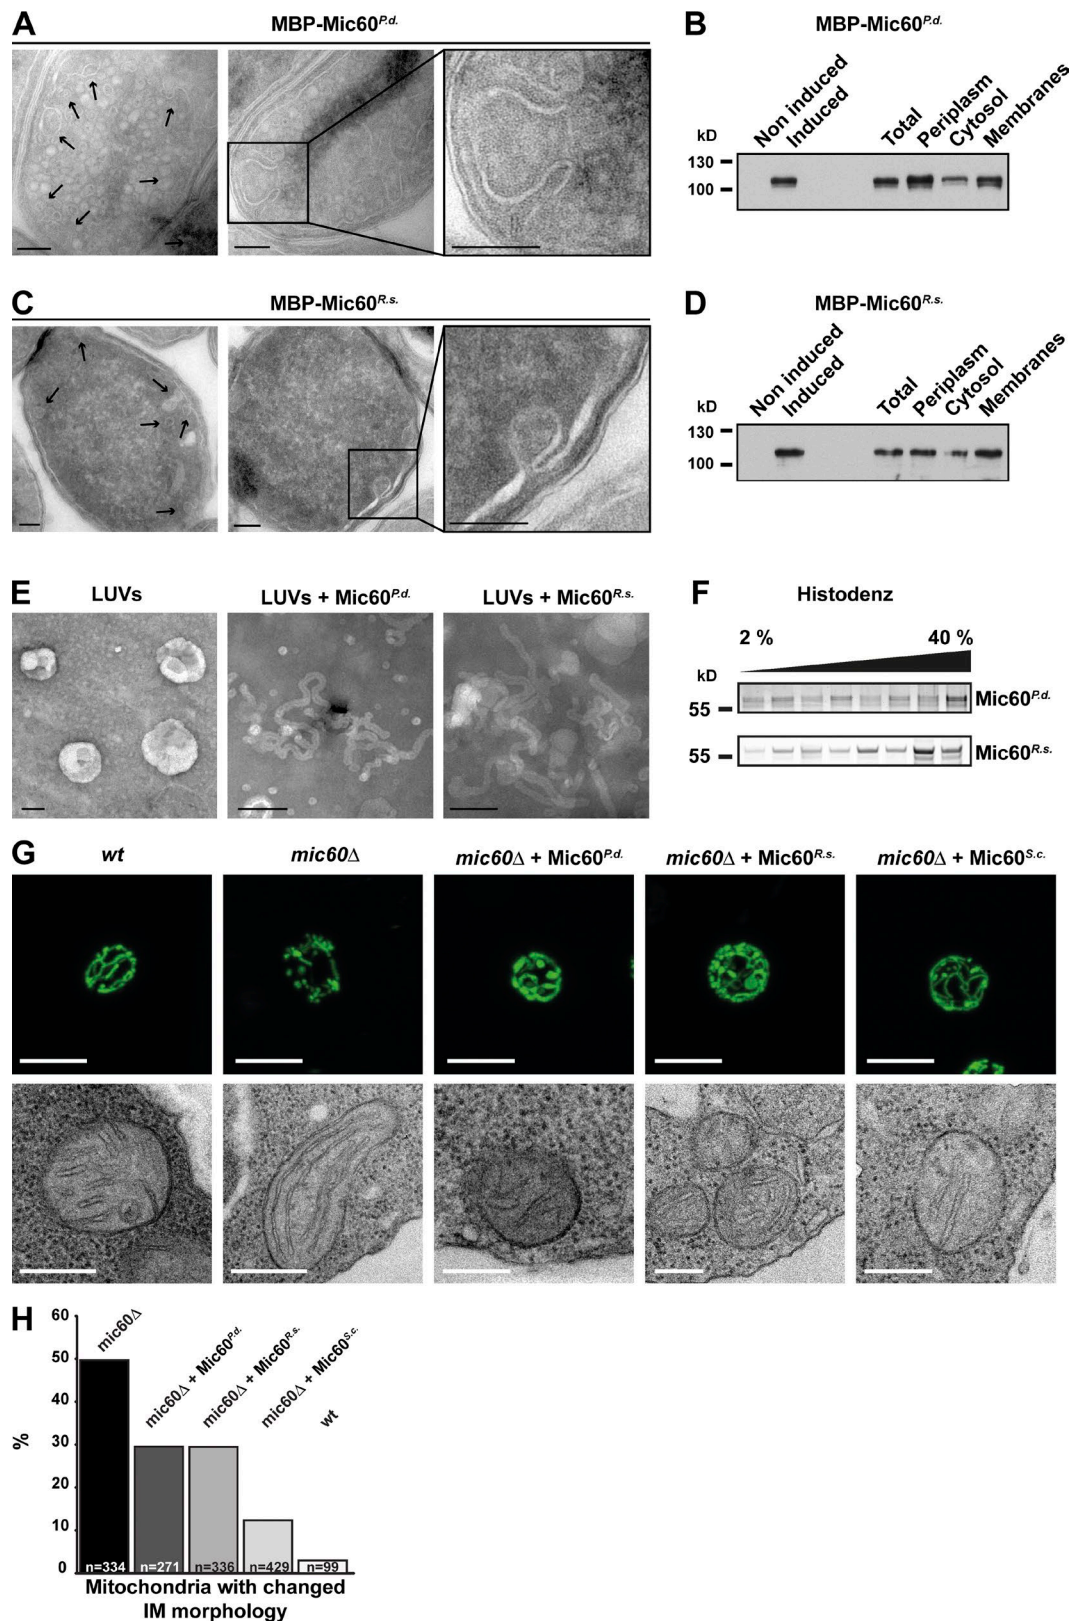 A
MBP-Mic60P.d.
B
MBP-Mic60P.d.
Non induced
Induced
Total
Periplasm
Cytosol
Membranes
kD
130
100
C
MBP-Mic60R.s.
D
MBP-Mic60R.s.
Non induced
Induced
Total
Periplasm
Cytosol
Membranes
kD
130
100
E
LUVs
LUVs + Mic60P.d.
LUVs + Mic60R.s.
F
Histodenz
2 %
40 %
kD
55
Mic60P.d.
55
Mic60R.s.
G
wt
mic60Δ
mic60Δ + Mic60P.d.
mic60Δ + Mic60R.s.
mic60Δ + Mic60S.c.
H
60
50
40
30
20
10
0
%
mic60Δ
mic60Δ + Mic60P.d.
mic60Δ + Mic60R.s.
mic60Δ + Mic60S.c.
wt
n=334
n=271
n=336
n=429
n=99
Mitochondria with changed
IM morphology